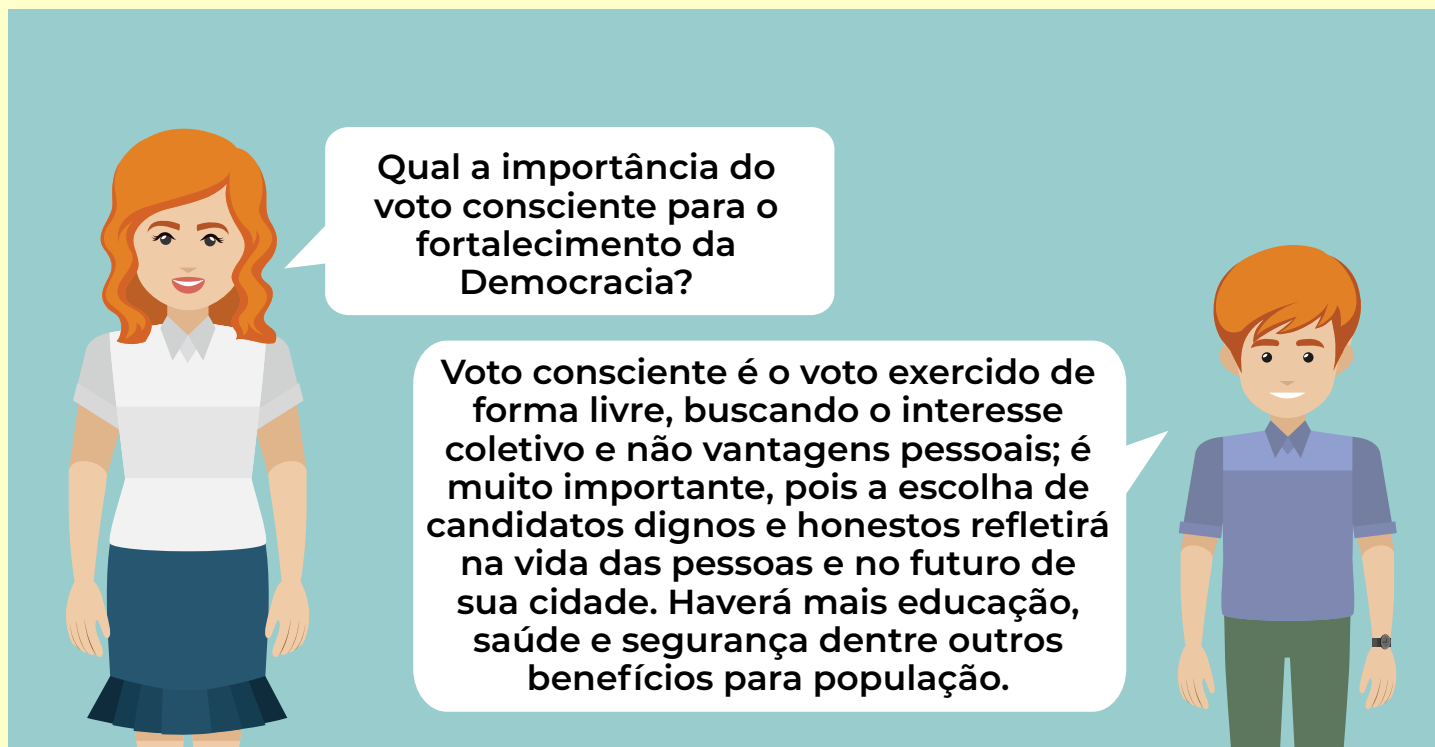 Qual a importância do
voto consciente para o
fortalecimento da
Democracia?
Voto consciente é o voto exercido de
forma livre, buscando o interesse
coletivo e não vantagens pessoais; é
muito importante, pois a escolha de
candidatos dignos e honestos refletirá
na vida das pessoas e no futuro de
sua cidade. Haverá mais educação,
saúde e segurança dentre outros
benefícios para população.